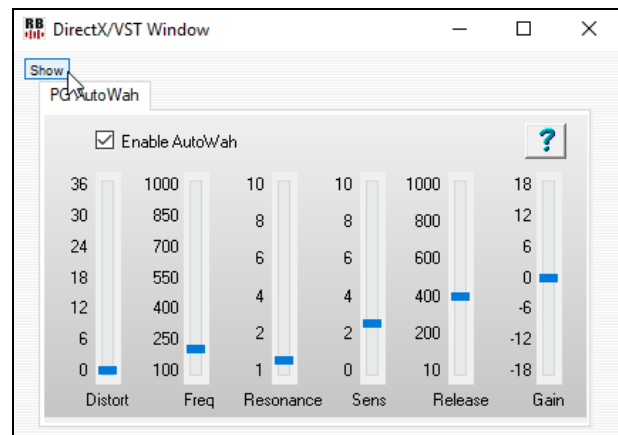 RB DirectX/VST Window
Show
PG AutoWah
Enable AutoWah ?
36 1000 10 10 1000 18
30 850 8 8 800 12
24 700 6 6 600 6
18 550 4 4 400 0
12 400 2 2 200 -6
6 250 1 0 10 -12
0 100 -18
Distort Freq Resonance Sens Release Gain